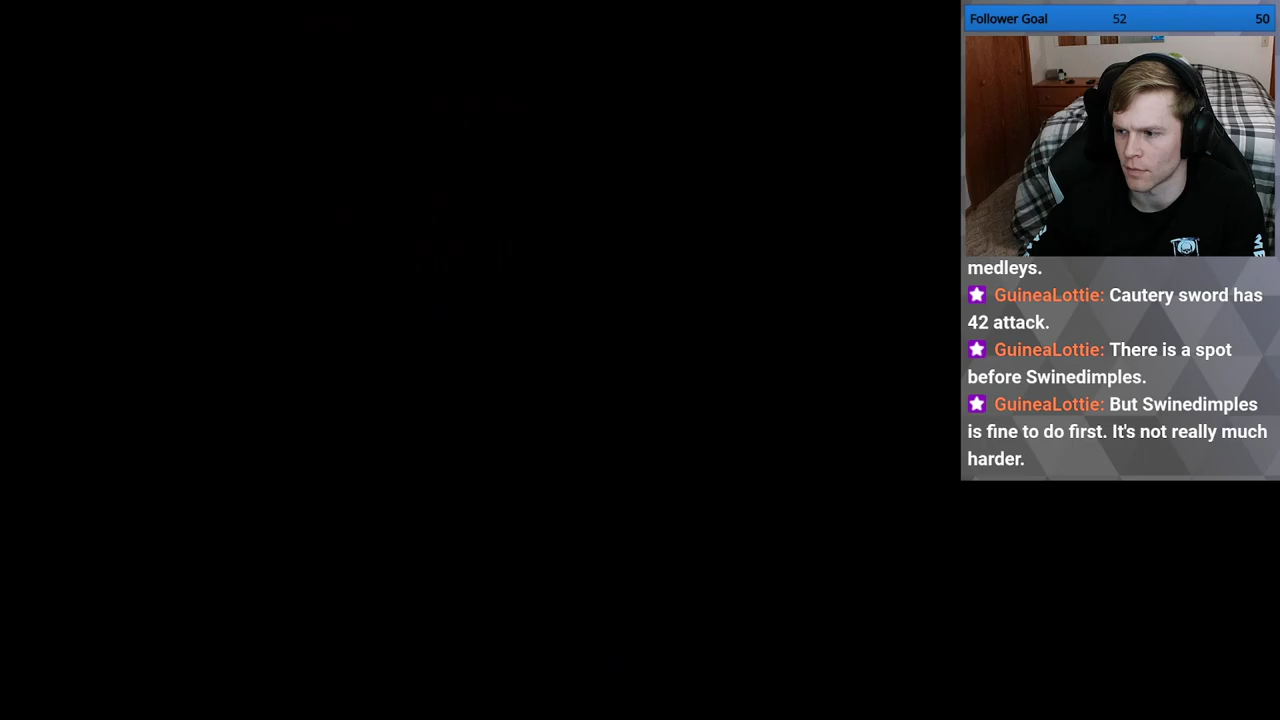 Follower Goal 52 50
medleys.
GuineaLottie: Cautery sword has
42 attack.
GuineaLottie: There is a spot
before Swinedimples.
GuineaLottie: But Swinedimples
is fine to do first. It's not really much
harder.